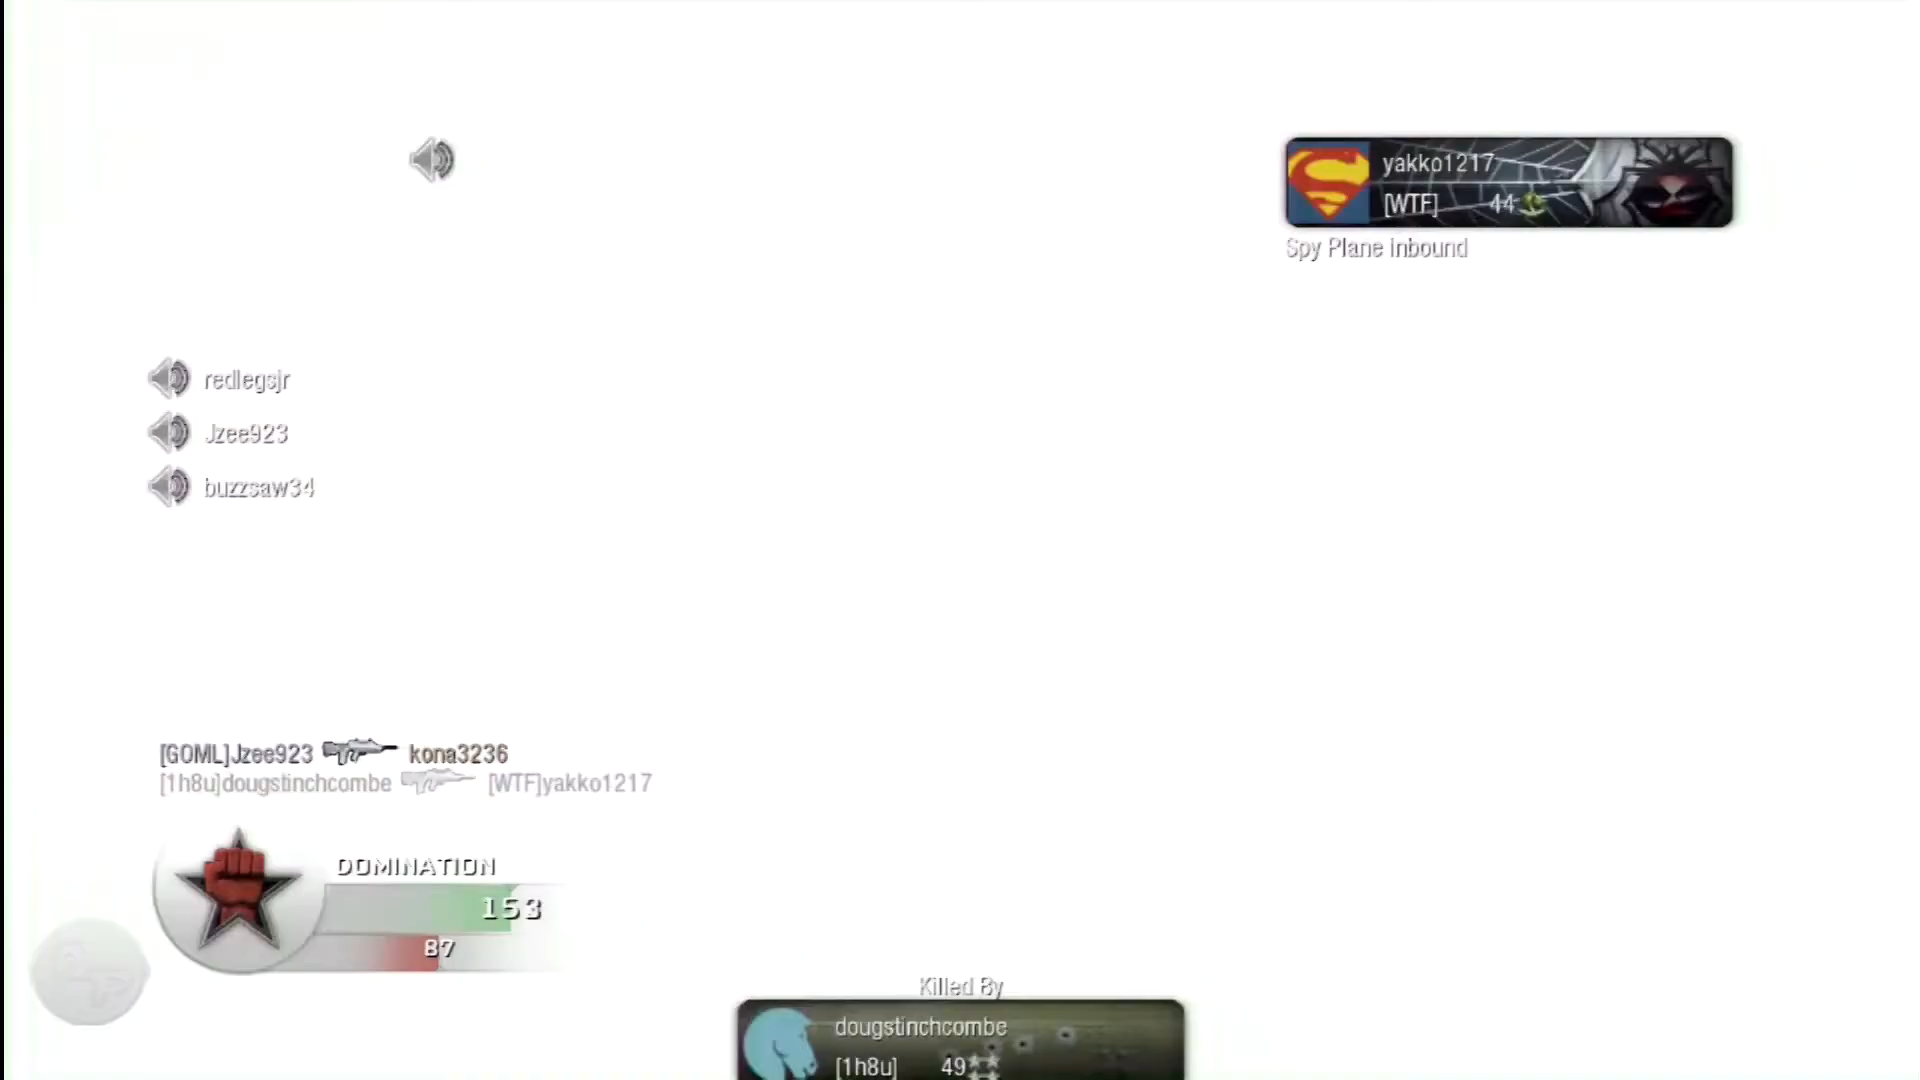 yakko1217
[WTF] 44
Spy Plane inbound
redlegsjr
Jzee923
buzzsaw34
[GOML]Jzee923 kona3236
[1h8u]dougstinchcombe [WTF]yakko1217
DOMINATION
153
87
Killed By
dougstinchcombe
[1h8u] 49